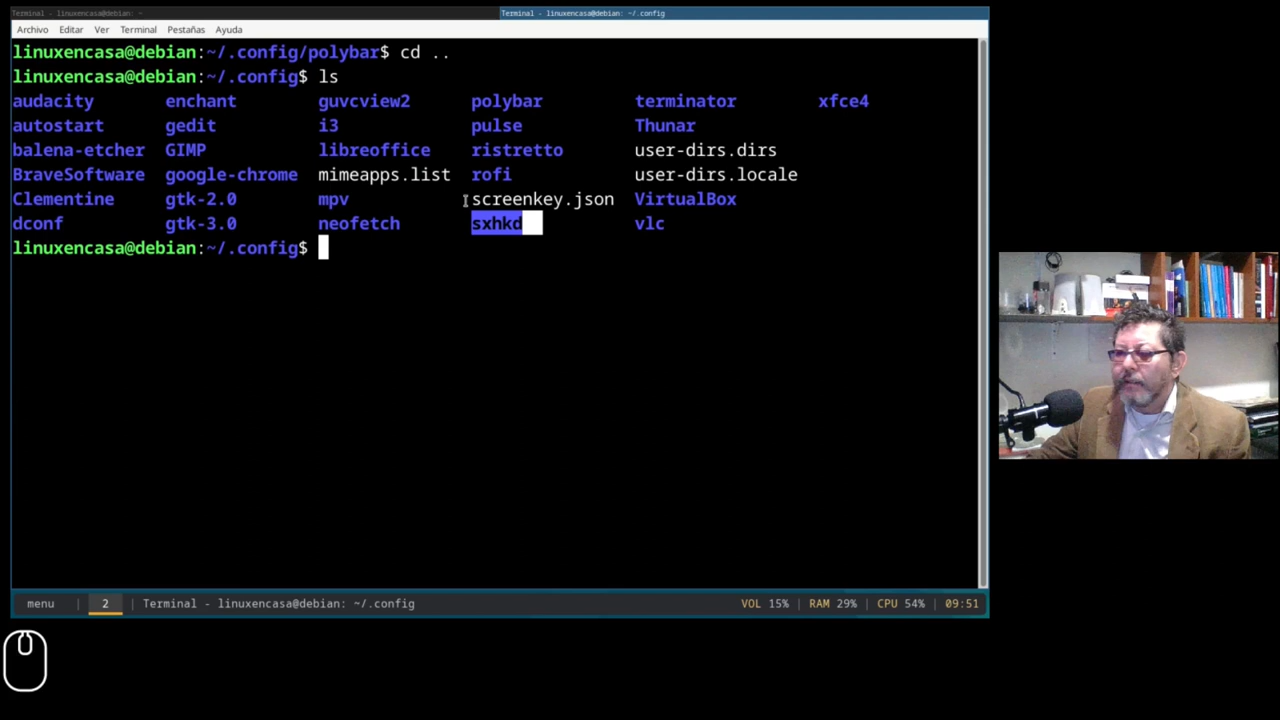 Terminal - linuxencasa@debian: ~ Terminal - linuxencasa@debian: ~/.config
Archivo Editar Ver Terminal Pestañas Ayuda
linuxencasa@debian:~/.config/polybar$ cd ..
linuxencasa@debian:~/.config$ ls
audacity enchant guvcview2 polybar terminator xfce4
autostart gedit i3 pulse Thunar
balena-etcher GIMP libreoffice ristretto user-dirs.dirs
BraveSoftware google-chrome mimeapps.list rofi user-dirs.locale
Clementine gtk-2.0 mpv screenkey.json VirtualBox
dconf gtk-3.0 neofetch sxhkd vlc
linuxencasa@debian:~/.config$
menu | 2 | Terminal - linuxencasa@debian: ~/.config VOL 15% | RAM 29% | CPU 54% | 09:51